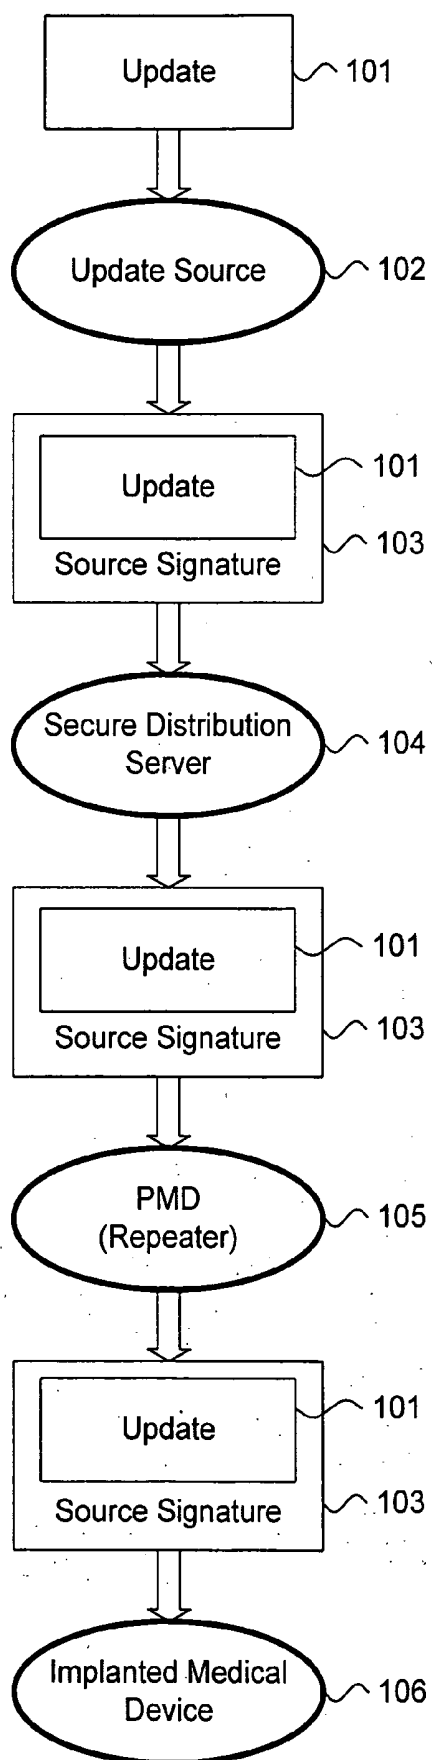 Update 101
Update Source 102
Update 101
Source Signature 103
Secure Distribution
Server 104
Update 101
Source Signature 103
PMD
(Repeater) 105
Update 101
Source Signature 103
Implanted Medical
Device 106